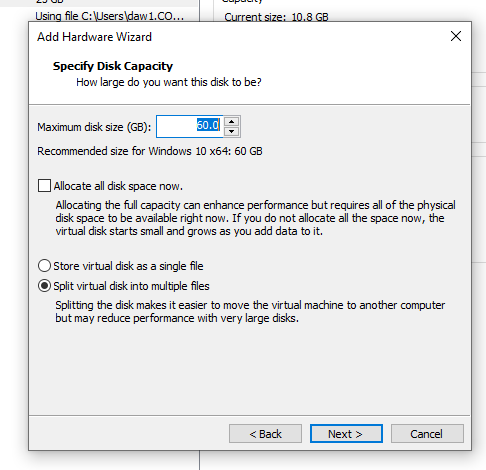 Using file C:\Users\daw1.CO...
Current size: 10.8 GB
Add Hardware Wizard
Specify Disk Capacity
How large do you want this disk to be?
Maximum disk size (GB): 60.0
Recommended size for Windows 10 x64: 60 GB
Allocate all disk space now.
Allocating the full capacity can enhance performance but requires all of the physical
disk space to be available right now. If you do not allocate all the space now, the
virtual disk starts small and grows as you add data to it.
Store virtual disk as a single file
Split virtual disk into multiple files
Splitting the disk makes it easier to move the virtual machine to another computer
but may reduce performance with very large disks.
< Back Next > Cancel